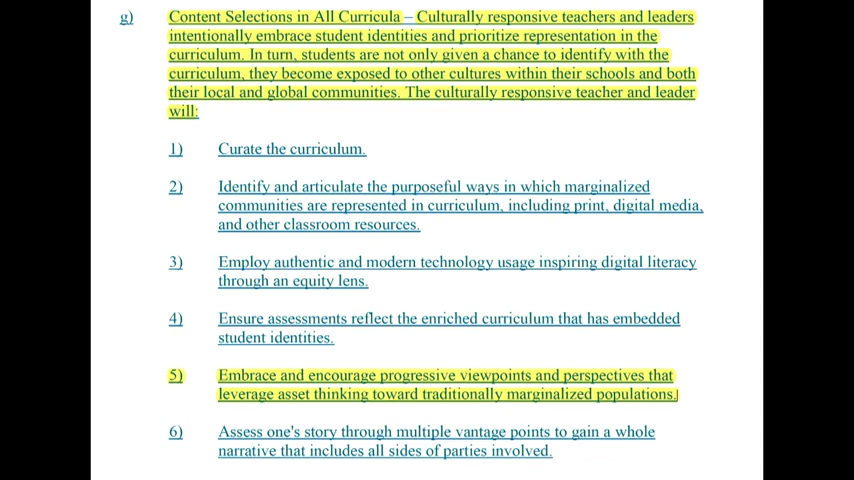 g) Content Selections in All Curricula – Culturally responsive teachers and leaders
intentionally embrace student identities and prioritize representation in the
curriculum. In turn, students are not only given a chance to identify with the
curriculum, they become exposed to other cultures within their schools and both
their local and global communities. The culturally responsive teacher and leader
will:
1) Curate the curriculum.
2) Identify and articulate the purposeful ways in which marginalized
communities are represented in curriculum, including print, digital media,
and other classroom resources.
3) Employ authentic and modern technology usage inspiring digital literacy
through an equity lens.
4) Ensure assessments reflect the enriched curriculum that has embedded
student identities.
5) Embrace and encourage progressive viewpoints and perspectives that
leverage asset thinking toward traditionally marginalized populations.
6) Assess one's story through multiple vantage points to gain a whole
narrative that includes all sides of parties involved.